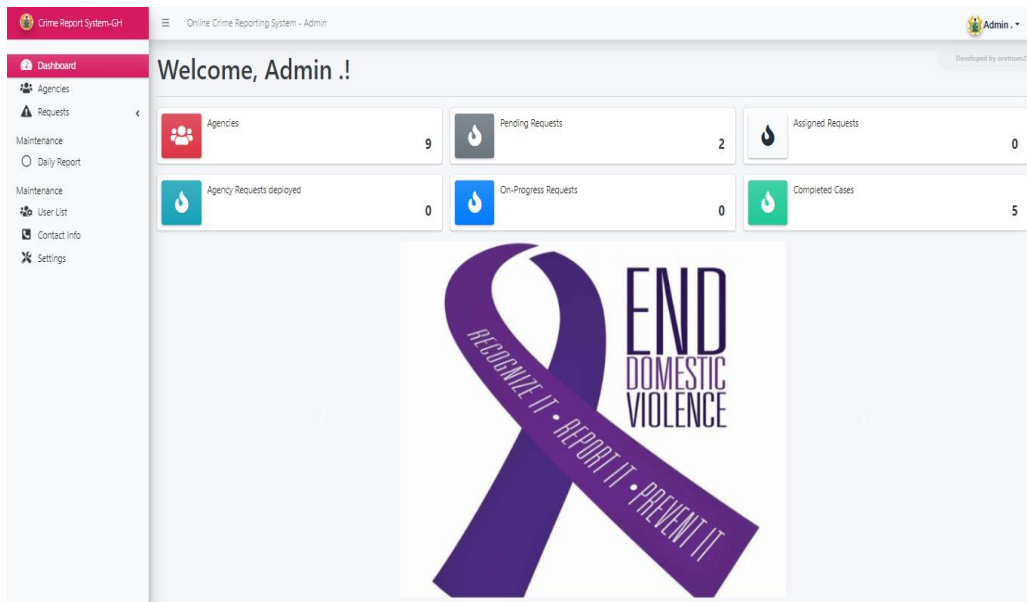 Crime Report System-GH
Online Crime Reporting System - Admin
Admin .
Developed by
Dashboard
Agencies
Requests
Maintenance
Daily Report
Maintenance
User List
Contact Info
Settings
Welcome, Admin .!
Agencies
9
Pending Requests
2
Assigned Requests
0
Agency Requests deployed
0
On-Progress Requests
0
Completed Cases
5
END
DOMESTIC
VIOLENCE
RECOGNIZE IT • REPORT IT • PREVENT IT